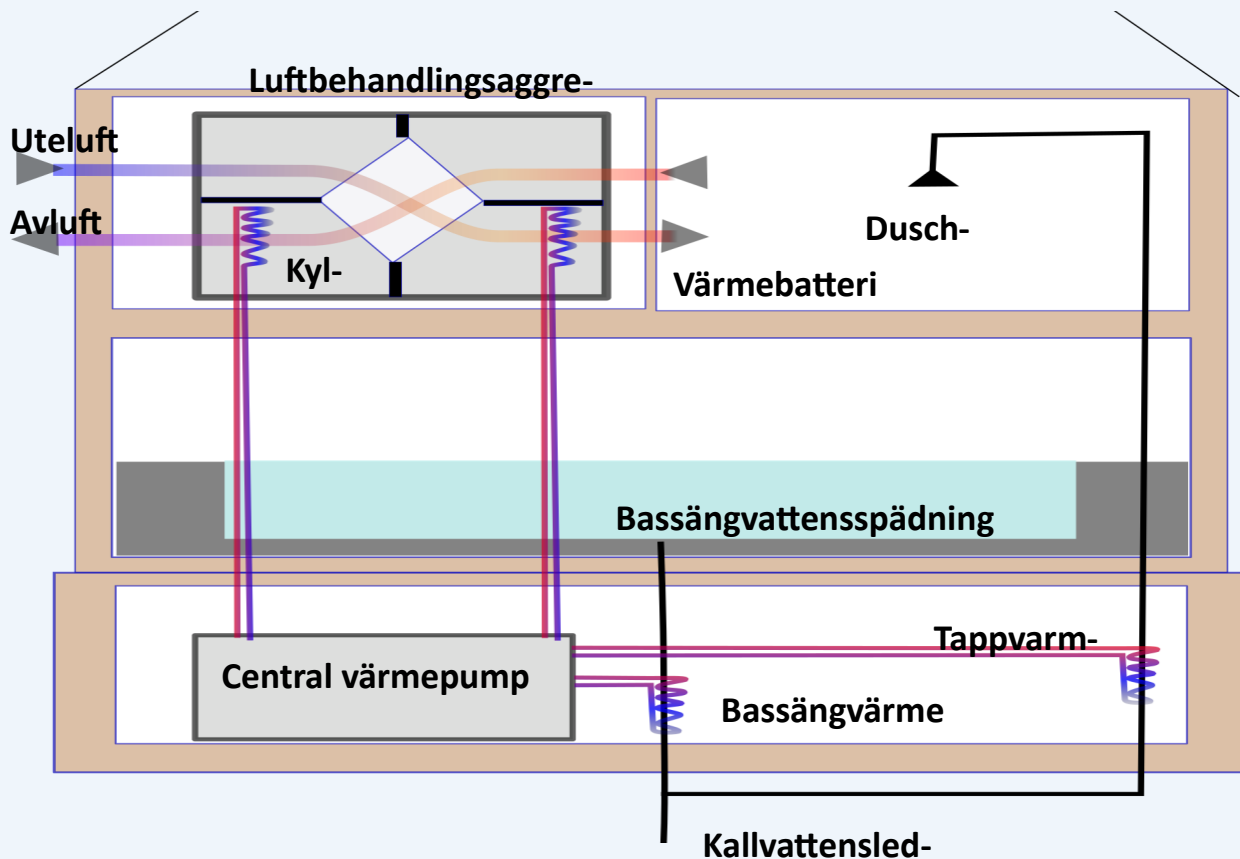 Luftbehandlingsaggre-
Uteluft
Avluft
Kyl-
Dusch-
Värmebatteri
Bassängvattensspädning
Tappvarm-
Central värmepump
Bassängvärme
Kallvattensled-